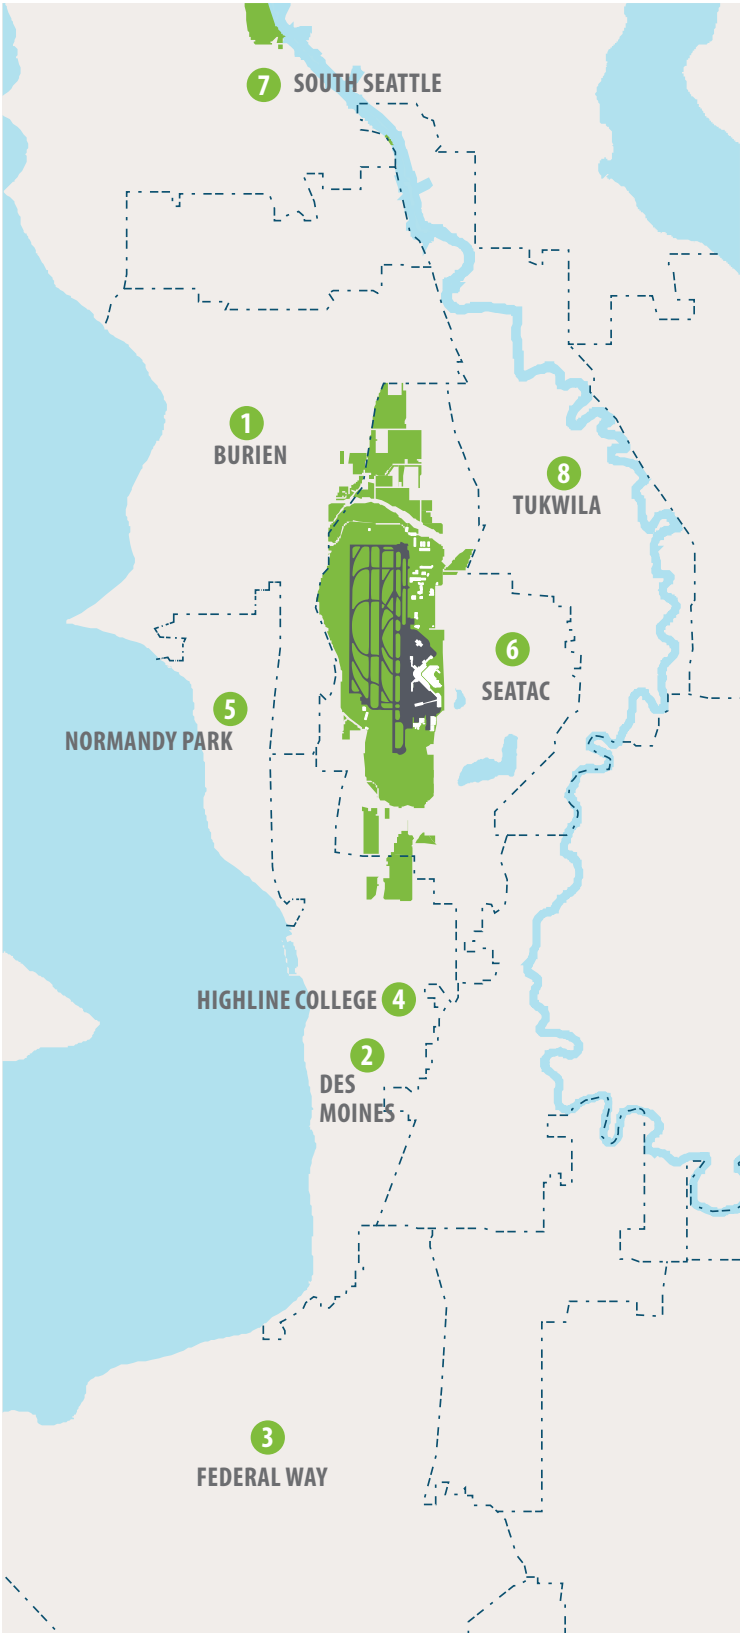 7 SOUTH SEATTLE
1
BURIEN
8
TUKWILA
6
SEATAC
5
NORMANDY PARK
HIGHLINE COLLEGE 4
2
DES
MOINES
3
FEDERAL WAY